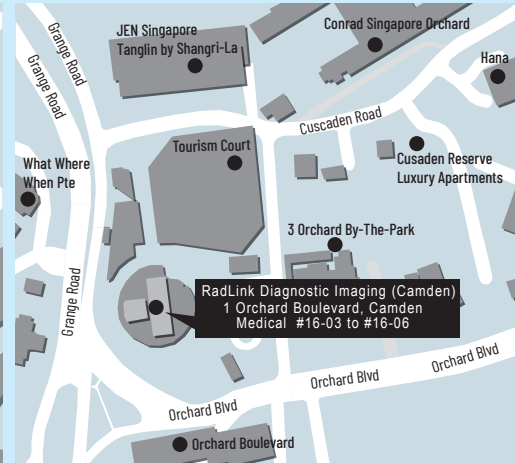 Grange Road
Grange Road
JEN Singapore
Tanglin by Shangri-La
Conrad Singapore Orchard
Hana
Cuscaden Road
Tourism Court
What Where
When Pte
Cusaden Reserve
Luxury Apartments
3 Orchard By-The-Park
Grange Road
RadLink Diagnostic Imaging (Camden)
1 Orchard Boulevard, Camden
Medical #16-03 to #16-06
Orchard Blvd
Orchard Blvd
Orchard Blvd
Orchard Boulevard